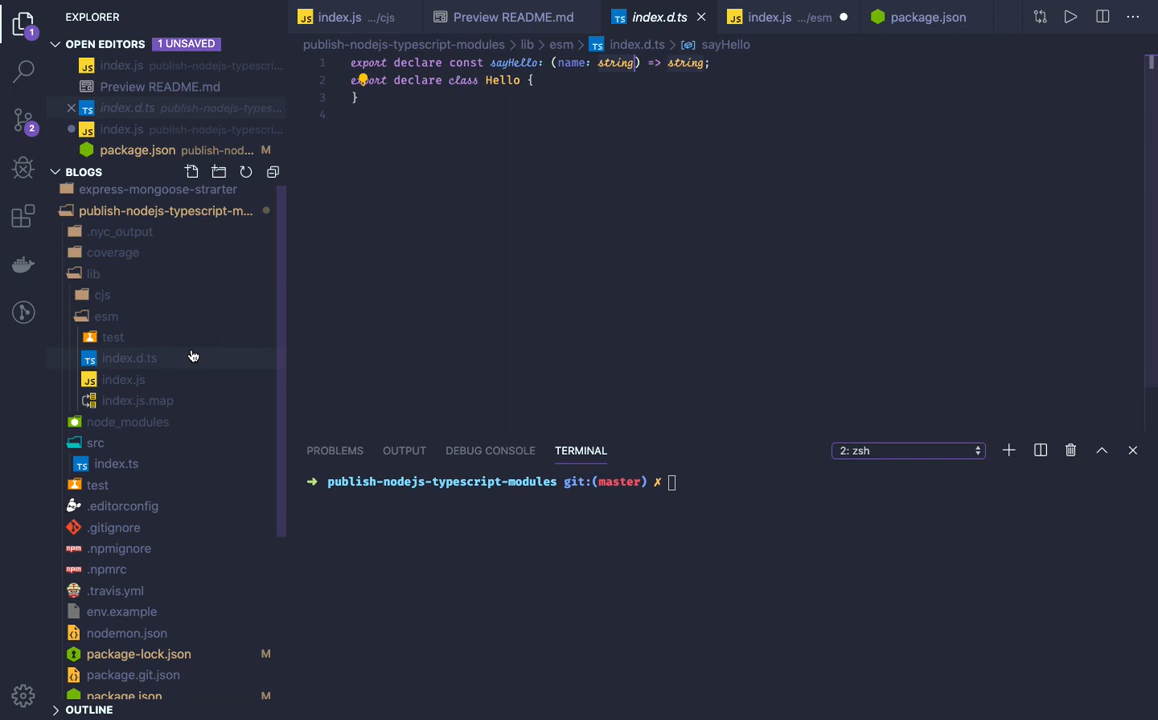 EXPLORER
OPEN EDITORS 1 UNSAVED
index.js publish-nodejs-typescri...
Preview README.md
index.d.ts publish-nodejs-types...
index.js publish-nodejs-typescri...
package.json publish-nod... M
BLOGS
express-mongoose-strarter
publish-nodejs-typescript-m...
.nyc_output
coverage
lib
cjs
esm
test
index.d.ts
index.js
index.js.map
node_modules
src
index.ts
test
.editorconfig
.gitignore
.npmignore
.npmrc
.travis.yml
env.example
nodemon.json
package-lock.json M
package.git.json
package.json M
OUTLINE
1
2
2
index.js .../cjs
Preview README.md
index.d.ts
index.js .../esm
package.json
publish-nodejs-typescript-modules > lib > esm > TS index.d.ts > sayHello
1 export declare const sayHello: (name: string) => string;
2 export declare class Hello {
3 }
4
PROBLEMS OUTPUT DEBUG CONSOLE TERMINAL 2: zsh
→ publish-nodejs-typescript-modules git:(master) ✗